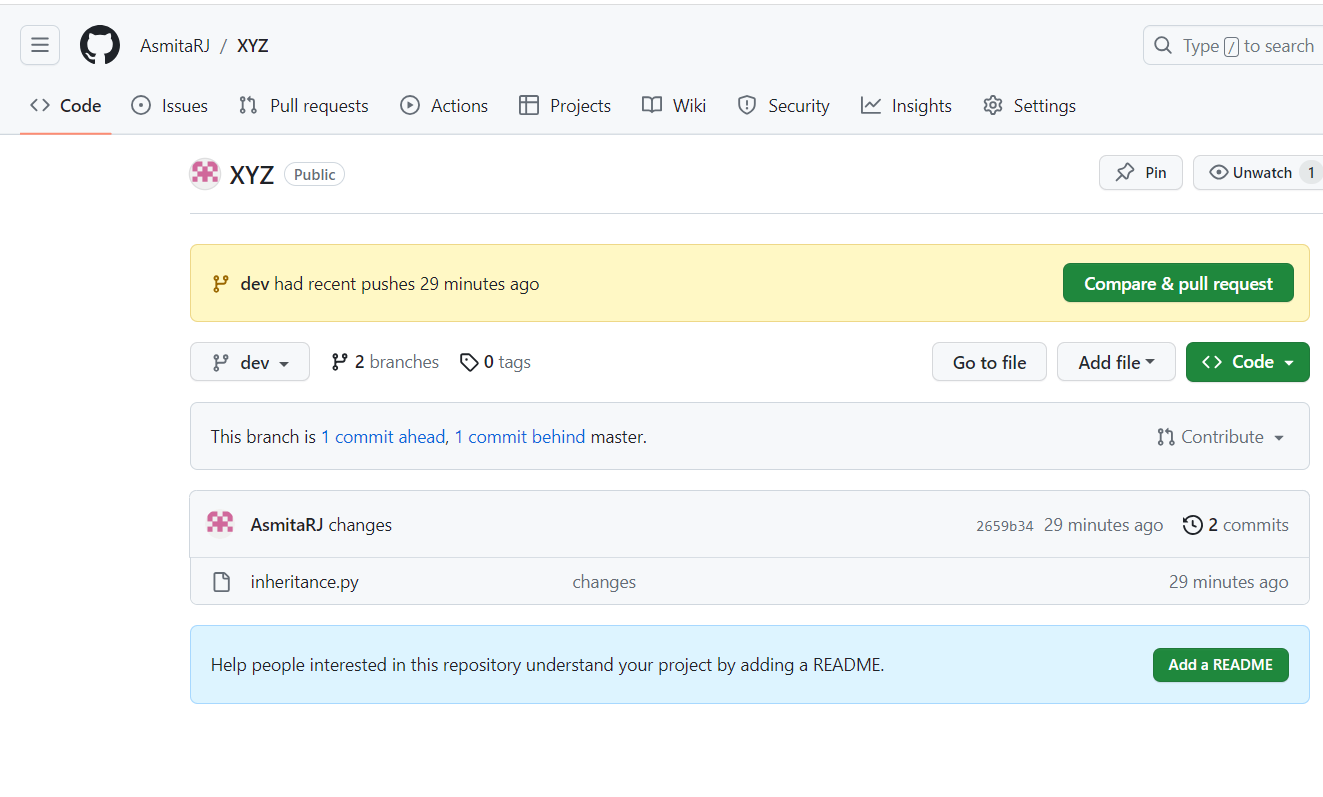 AsmitaRJ / XYZ
Type / to search
Code Issues Pull requests Actions Projects Wiki Security Insights Settings
XYZ Public
Pin Unwatch 1
dev had recent pushes 29 minutes ago
Compare & pull request
dev 2 branches 0 tags
Go to file Add file Code
This branch is 1 commit ahead, 1 commit behind master.
Contribute
AsmitaRJ changes 2659b34 29 minutes ago 2 commits
inheritance.py changes 29 minutes ago
Help people interested in this repository understand your project by adding a README.
Add a README